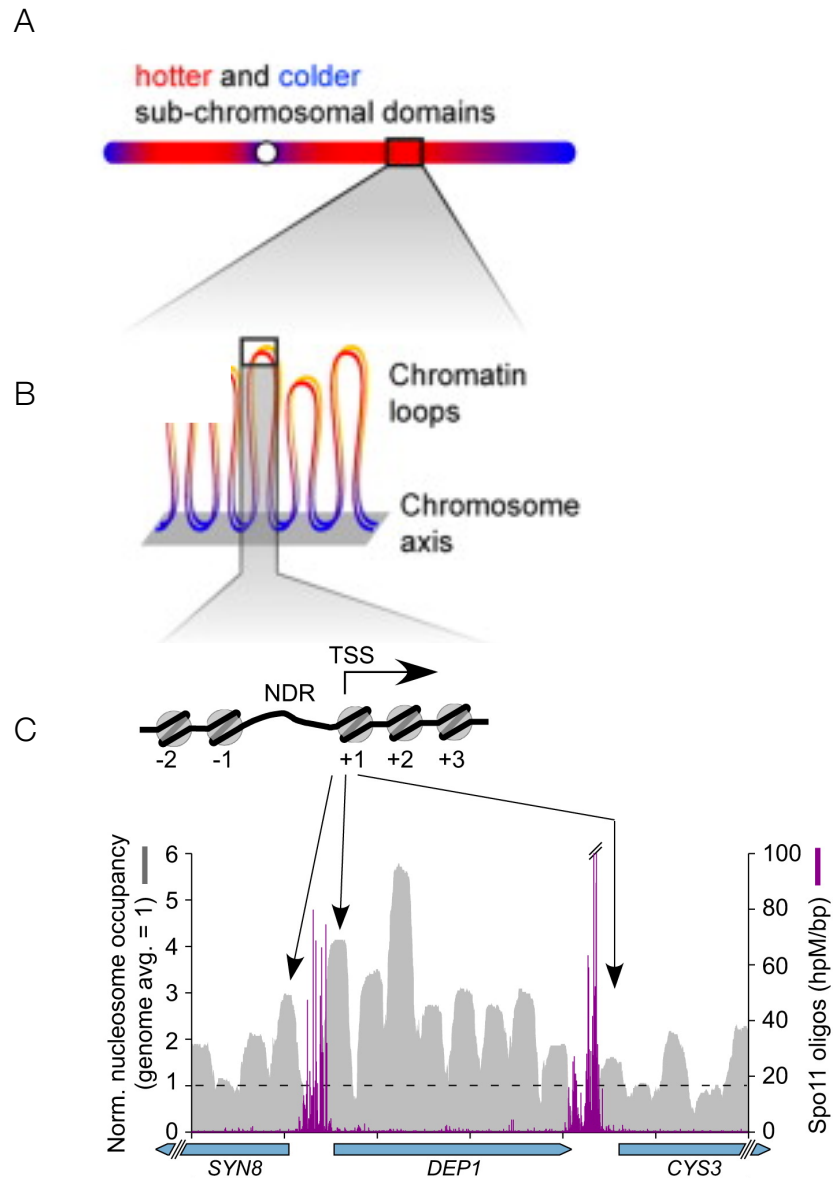 A
hotter and colder
sub-chromosomal domains
B
Chromatin
loops
Chromosome
axis
C
TSS
NDR
-2 -1 +1 +2 +3
Norm. nucleosome occupancy
(genome avg. = 1)
6
5
4
3
2
1
0
100
80
60
40
20
0
Spo11 oligos (hpM/bp)
SYN8 DEP1 CYS3